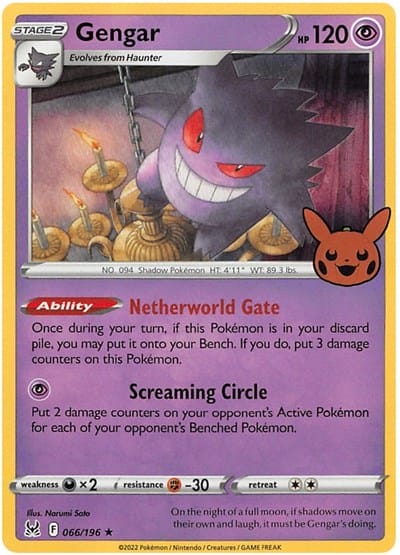 STAGE2 Gengar HP 120
Evolves from Haunter
NO. 094 Shadow Pokémon HT: 4'11" WT: 89.3 lbs.
Ability Netherworld Gate
Once during your turn, if this Pokémon is in your discard
pile, you may put it onto your Bench. If you do, put 3 damage
counters on this Pokémon.
Screaming Circle
Put 2 damage counters on your opponent's Active Pokémon
for each of your opponent's Benched Pokémon.
weakness ×2 resistance -30 retreat
Illus. Narumi Sato
F 066/196 ★
On the night of a full moon, if shadows move on
their own and laugh, it must be Gengar's doing.
©2022 Pokémon / Nintendo / Creatures / GAME FREAK